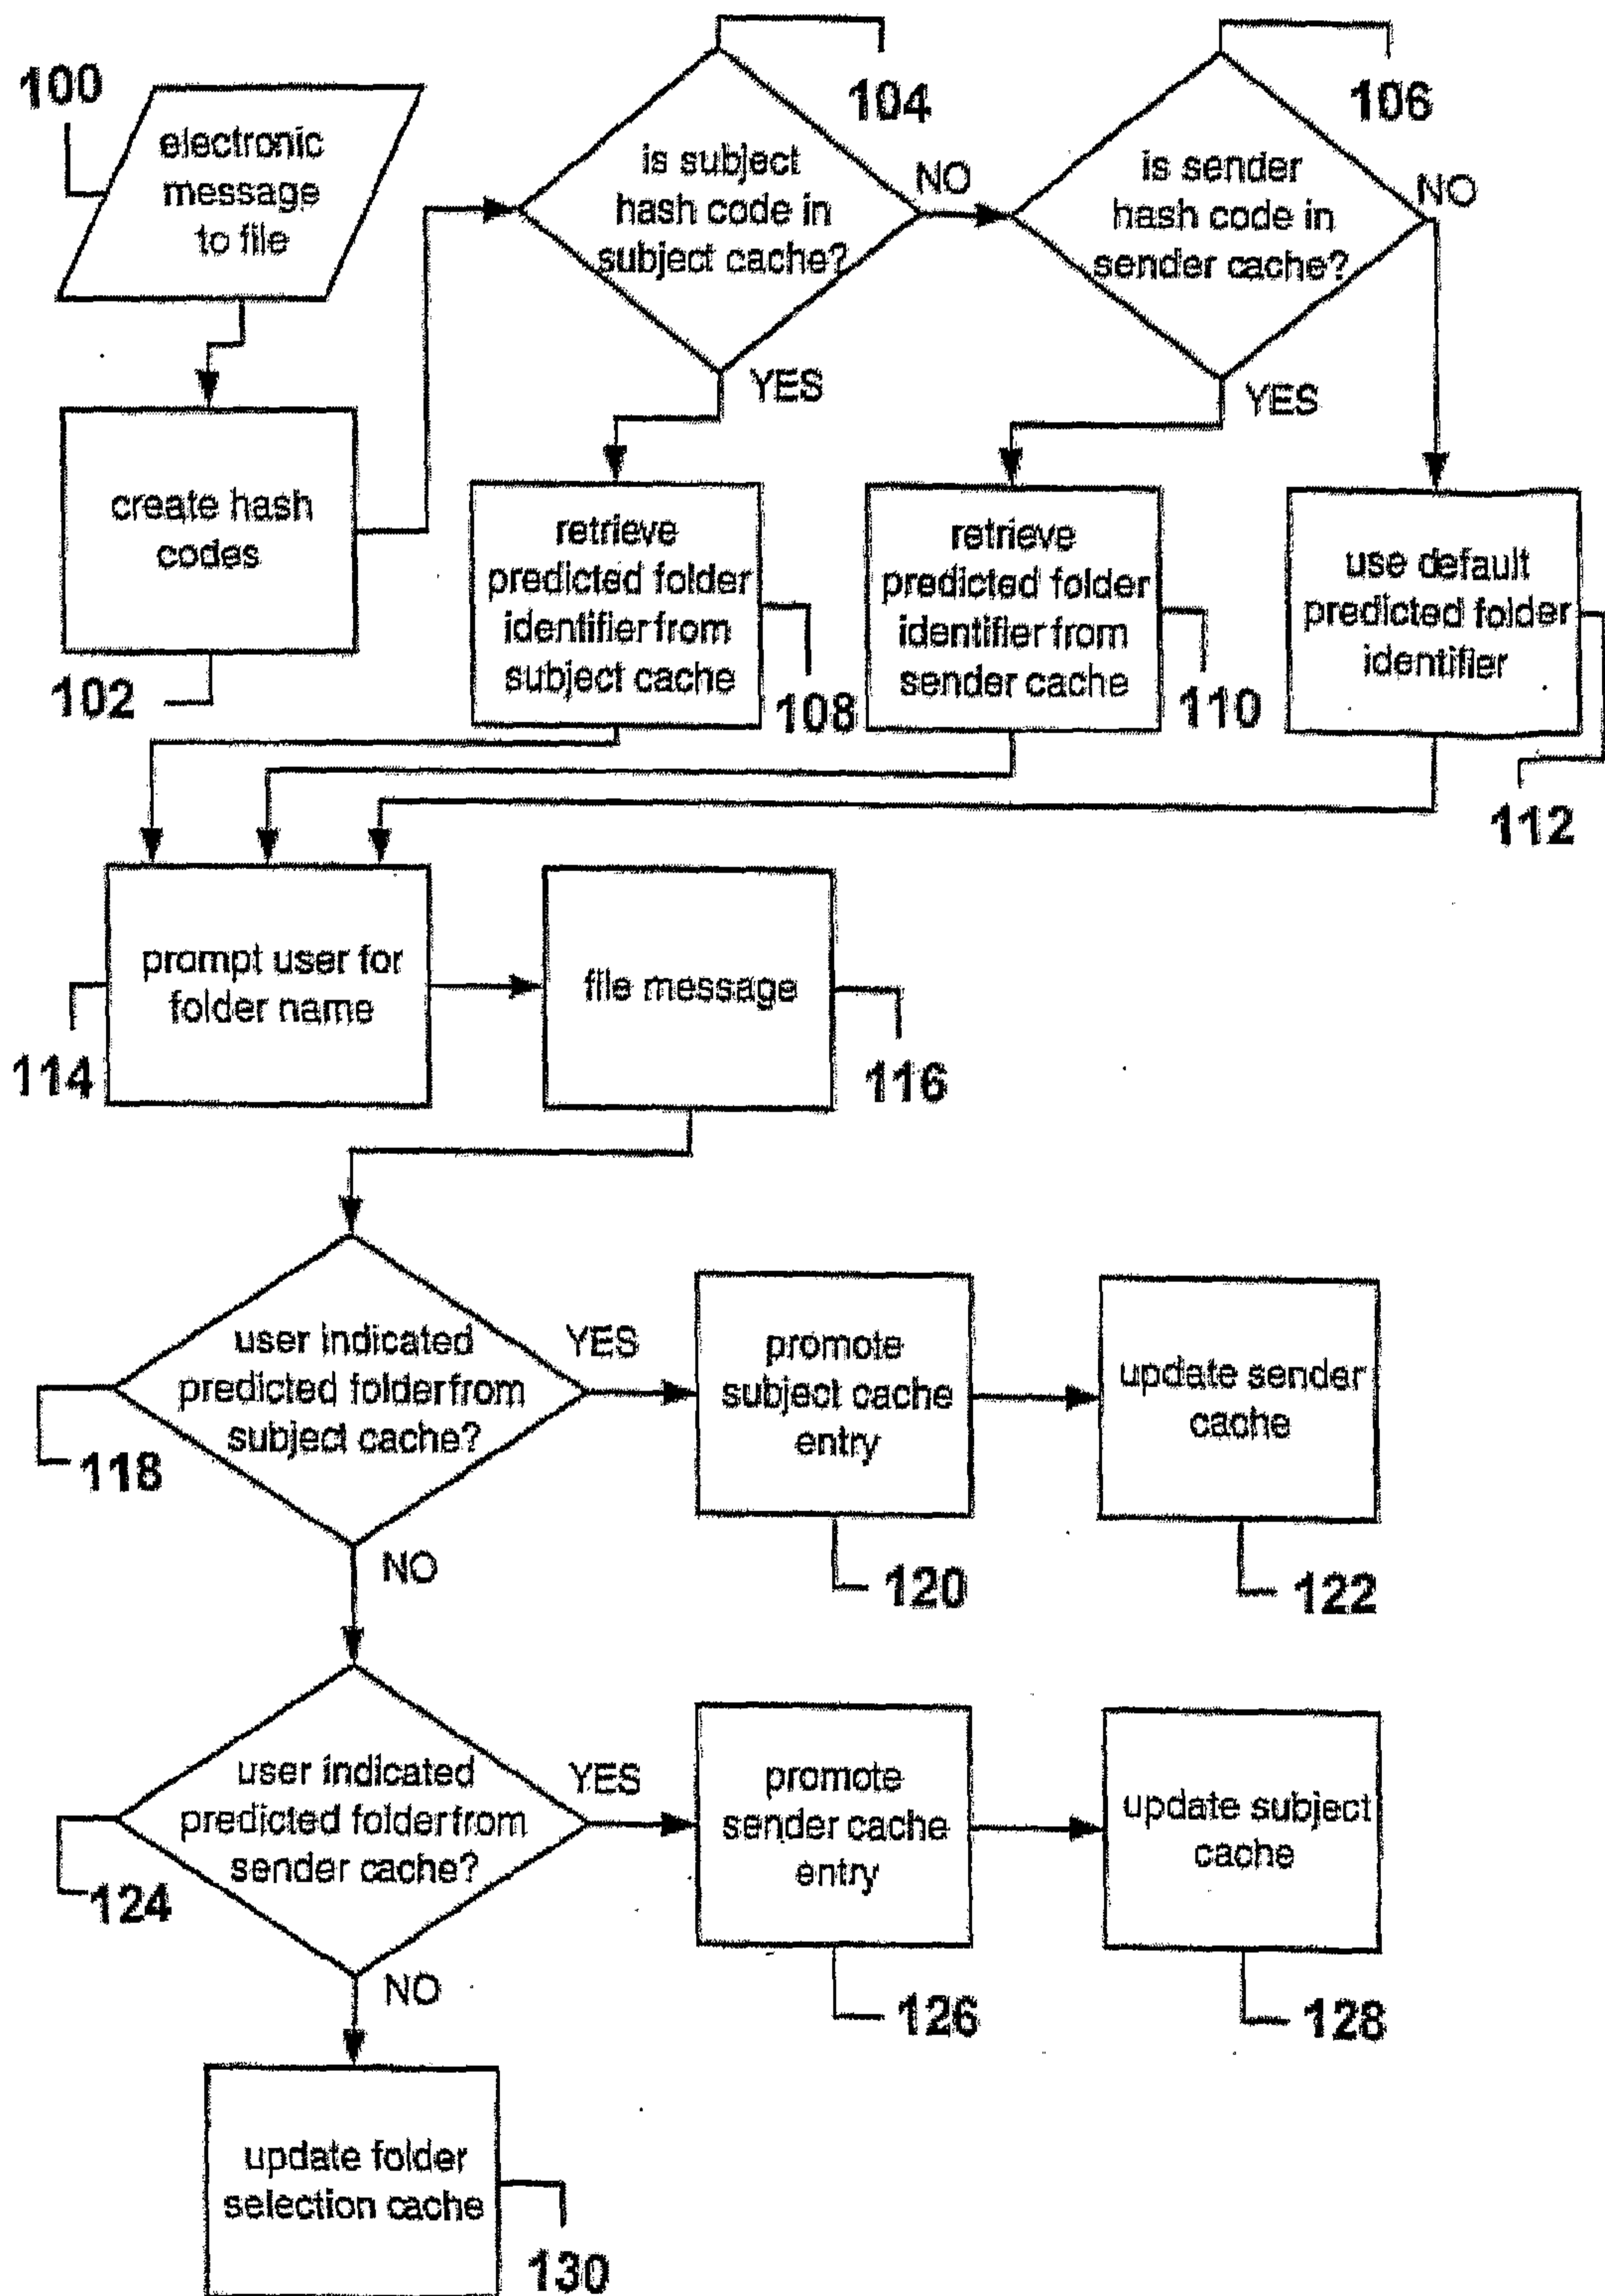 100
electronic
message
to file
104
is subject
hash code in
subject cache?
NO
106
is sender
hash code in
sender cache?
NO
YES
YES
create hash
codes
102
retrieve
predicted folder
identifier from
subject cache
108
retrieve
predicted folder
identifier from
sender cache
110
use default
predicted folder
identifier
112
prompt user for
folder name
114
file message
116
user indicated
predicted folder from
subject cache?
118
YES
promote
subject cache
entry
120
update sender
cache
122
NO
user indicated
predicted folder from
sender cache?
124
YES
promote
sender cache
entry
126
update subject
cache
128
NO
update folder
selection cache
130